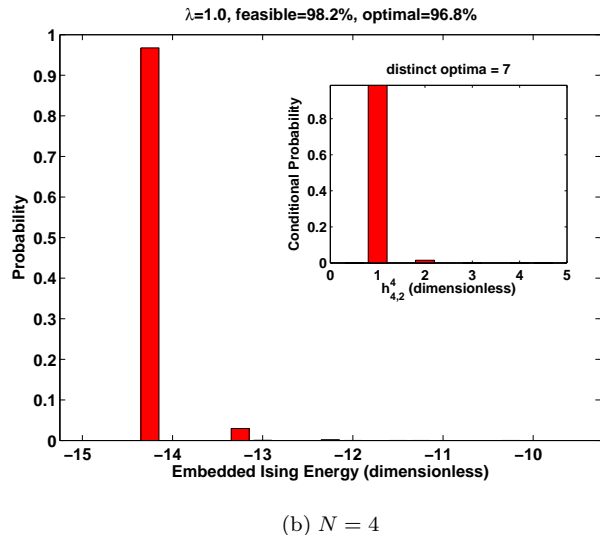 λ=1.0, feasible=98.2%, optimal=96.8%
1
0.9
0.8
0.7
0.6
0.5
0.4
0.3
0.2
0.1
0
Probability
−15 −14 −13 −12 −11 −10
Embedded Ising Energy (dimensionless)
distinct optima = 7
0.8
0.6
0.4
0.2
0
Conditional Probability
0 1 2 3 4 5
h⁴₄,₂ (dimensionless)
(b) N = 4